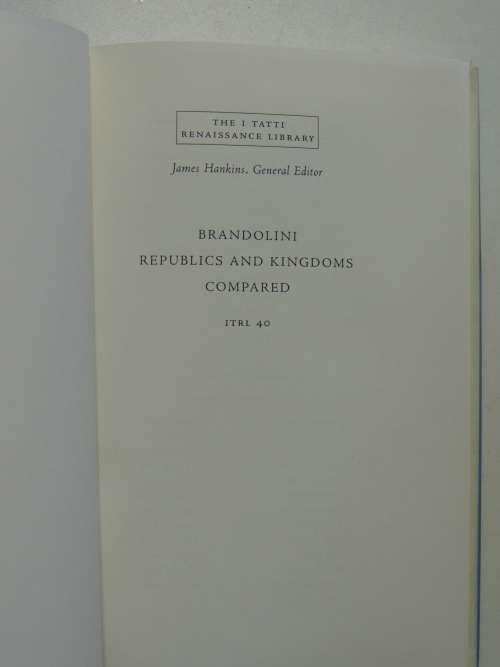 THE I TATTI
RENAISSANCE LIBRARY
James Hankins, General Editor
BRANDOLINI
REPUBLICS AND KINGDOMS
COMPARED
ITRL 40